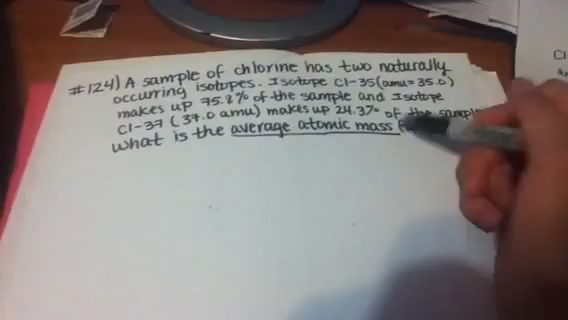 #124) A sample of chlorine has two naturally
occurring isotopes. Isotope Cl-35 (amu=35.0)
makes up 75.8% of the sample and Isotope
Cl-37 (37.0 amu) makes up 24.3% of the sample
what is the average atomic mass
Cl